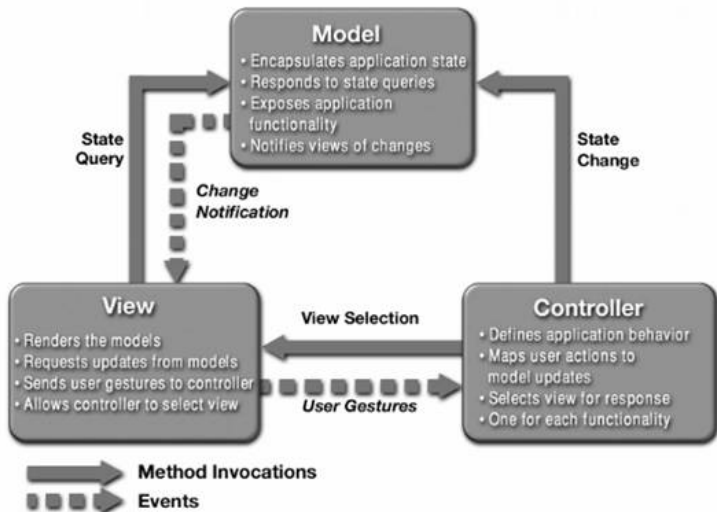 Model
• Encapsulates application state
• Responds to state queries
• Exposes application
functionality
• Notifies views of changes
State
Query
State
Change
Change
Notification
View
• Renders the models
• Requests updates from models
• Sends user gestures to controller
• Allows controller to select view
View Selection
User Gestures
Controller
• Defines application behavior
• Maps user actions to
model updates
• Selects view for response
• One for each functionality
Method Invocations
Events